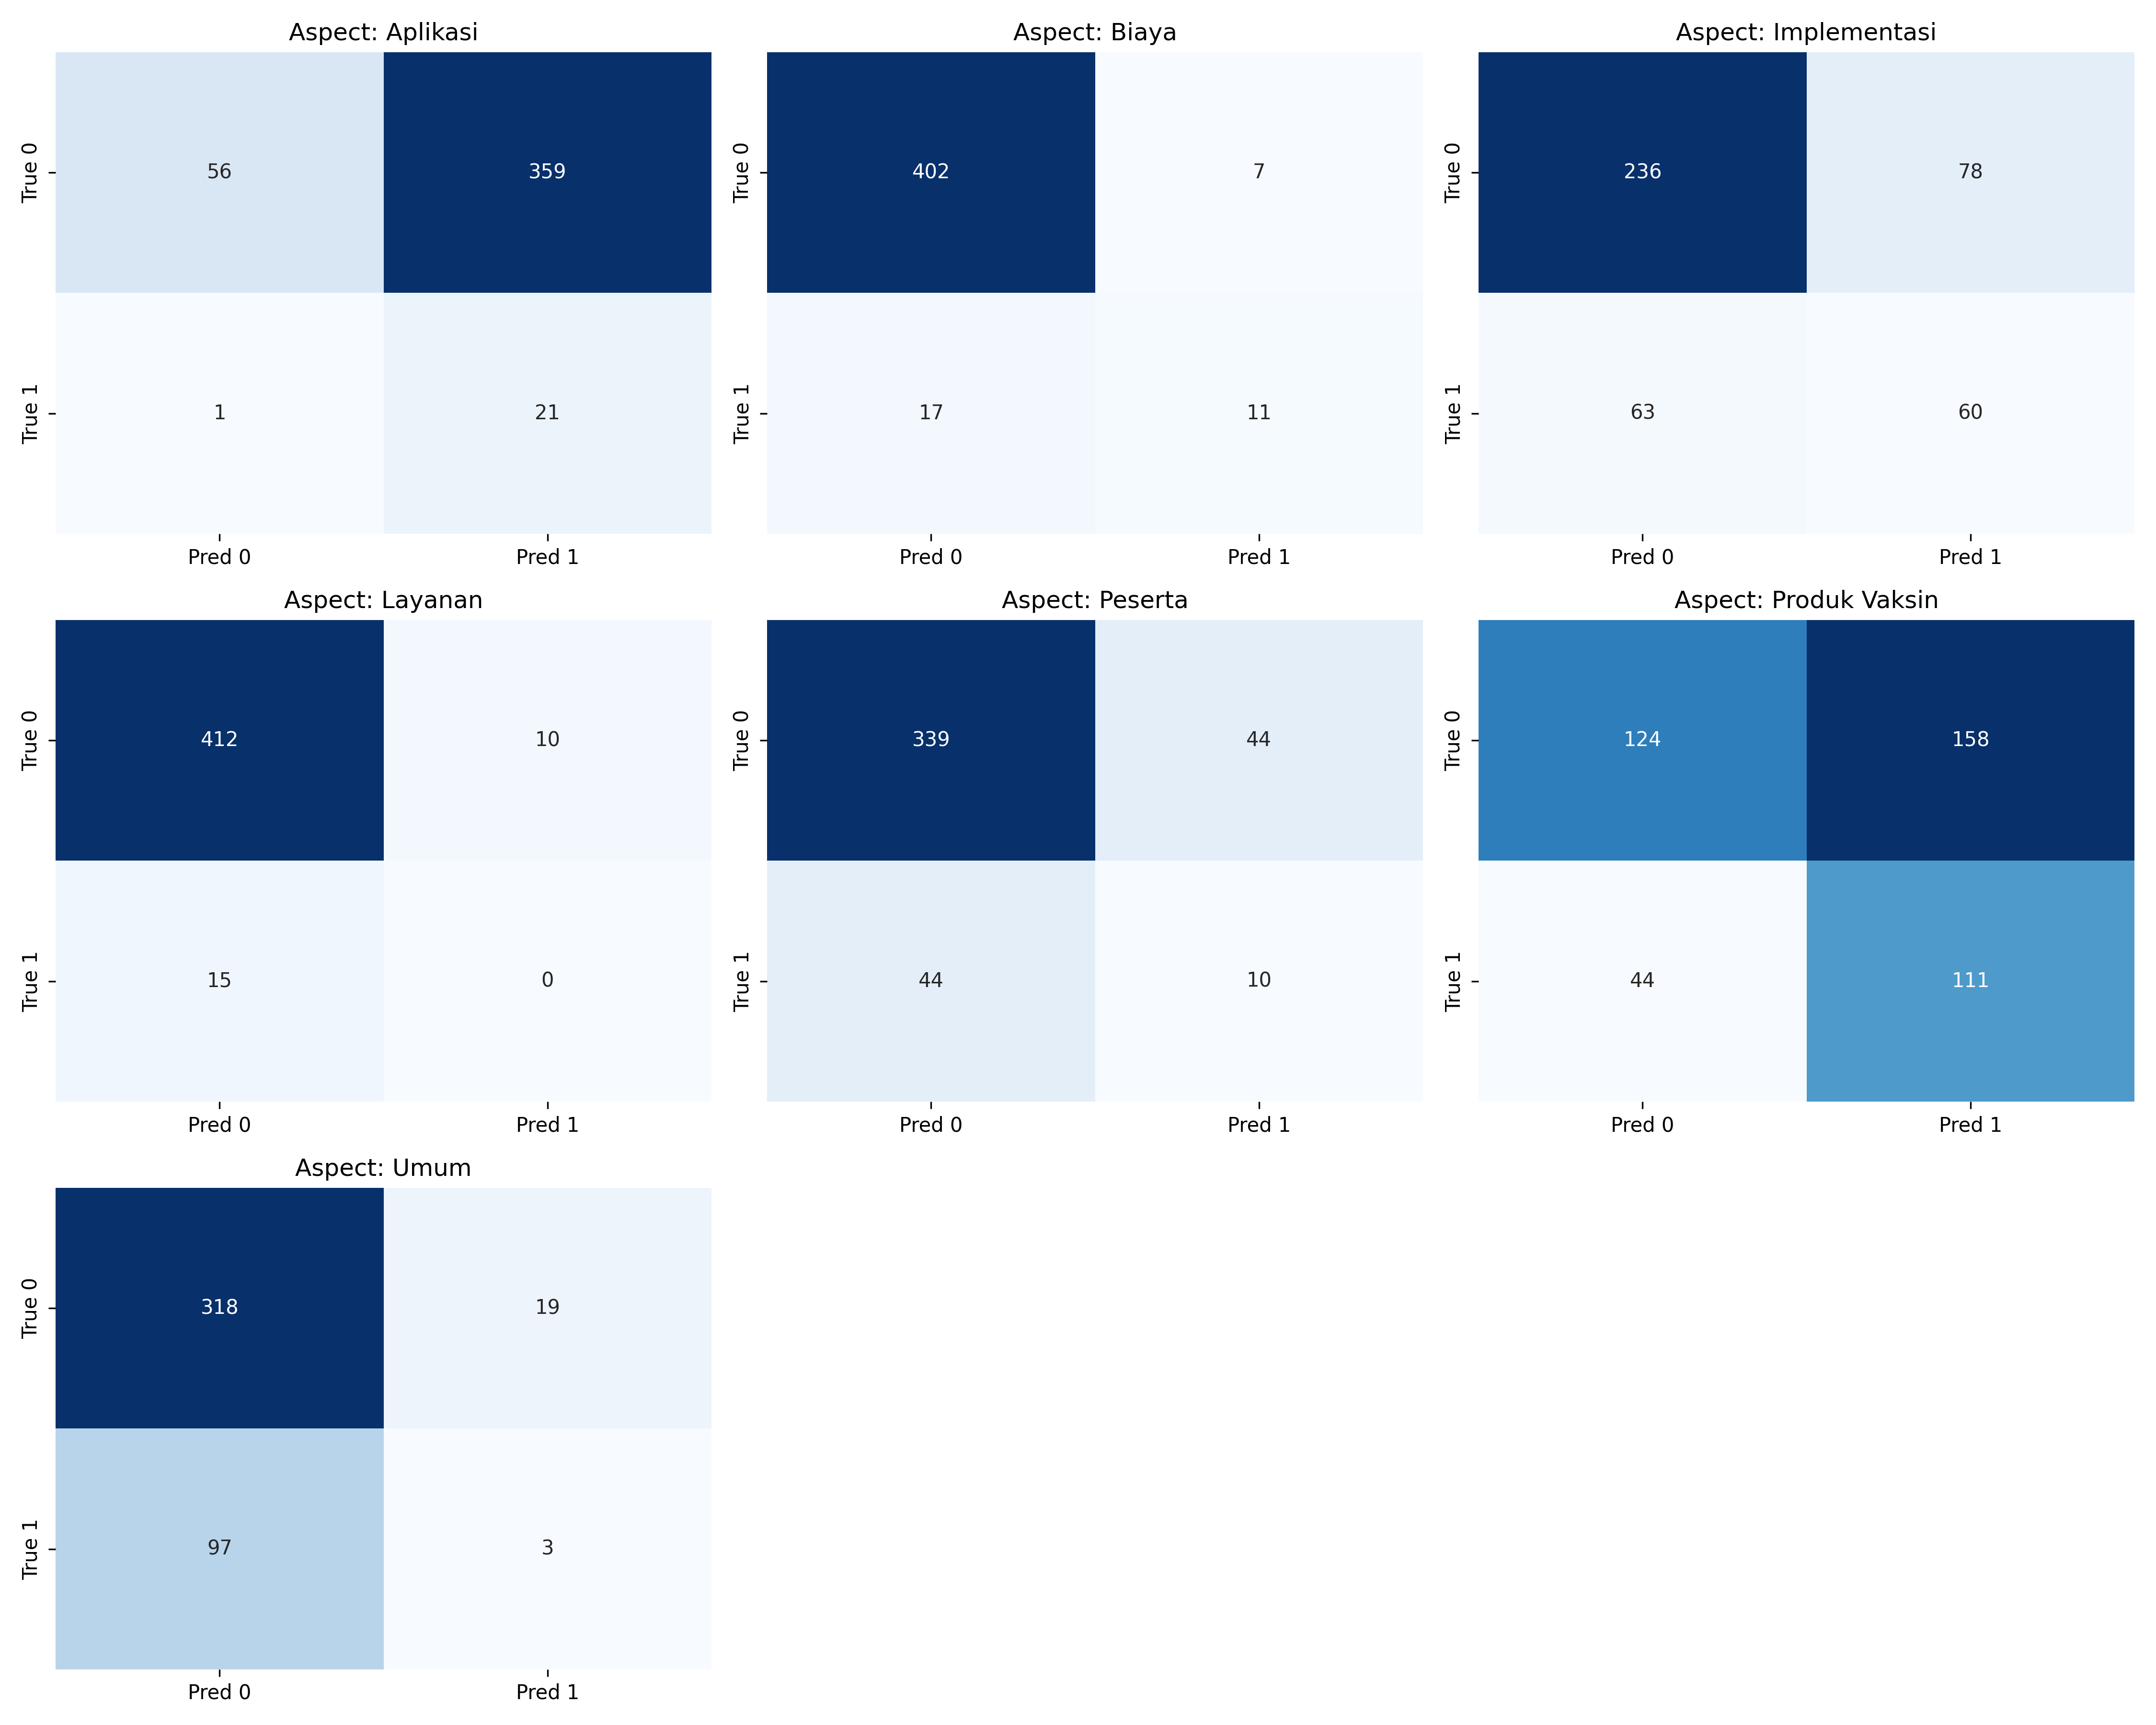 Aspect: Aplikasi
True 0
56
359
True 1
1
21
Pred 0
Pred 1
Aspect: Biaya
True 0
402
7
True 1
17
11
Pred 0
Pred 1
Aspect: Implementasi
True 0
236
78
True 1
63
60
Pred 0
Pred 1
Aspect: Layanan
True 0
412
10
True 1
15
0
Pred 0
Pred 1
Aspect: Peserta
True 0
339
44
True 1
44
10
Pred 0
Pred 1
Aspect: Produk Vaksin
True 0
124
158
True 1
44
111
Pred 0
Pred 1
Aspect: Umum
True 0
318
19
True 1
97
3
Pred 0
Pred 1